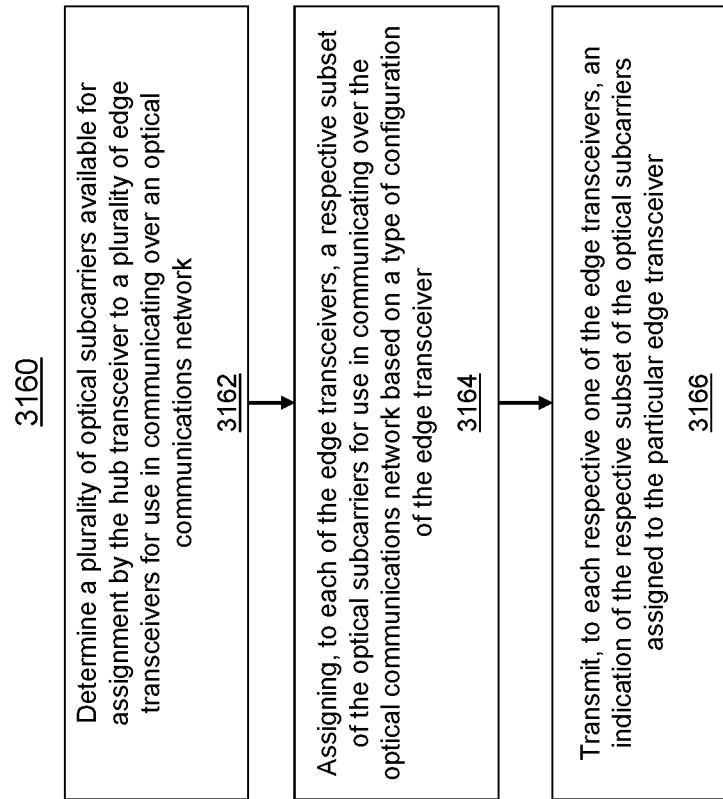 3160
Determine a plurality of optical subcarriers available for
assignment by the hub transceiver to a plurality of edge
transceivers for use in communicating over an optical
communications network
3162
Assigning, to each of the edge transceivers, a respective subset
of the optical subcarriers for use in communicating over the
optical communications network based on a type of configuration
of the edge transceiver
3164
Transmit, to each respective one of the edge transceivers, an
indication of the respective subset of the optical subcarriers
assigned to the particular edge transceiver
3166